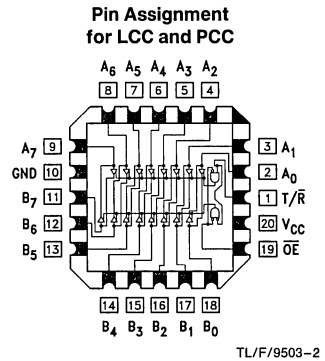 Pin Assignment
for LCC and PCC
A6 A5 A4 A3 A2
8 7 6 5 4
A7 9
GND 10
B7 11
B6 12
B5 13
3 A1
2 A0
1 T/R̅
20 VCC
19 O̅E̅
14 15 16 17 18
B4 B3 B2 B1 B0
TL/F/9503-2